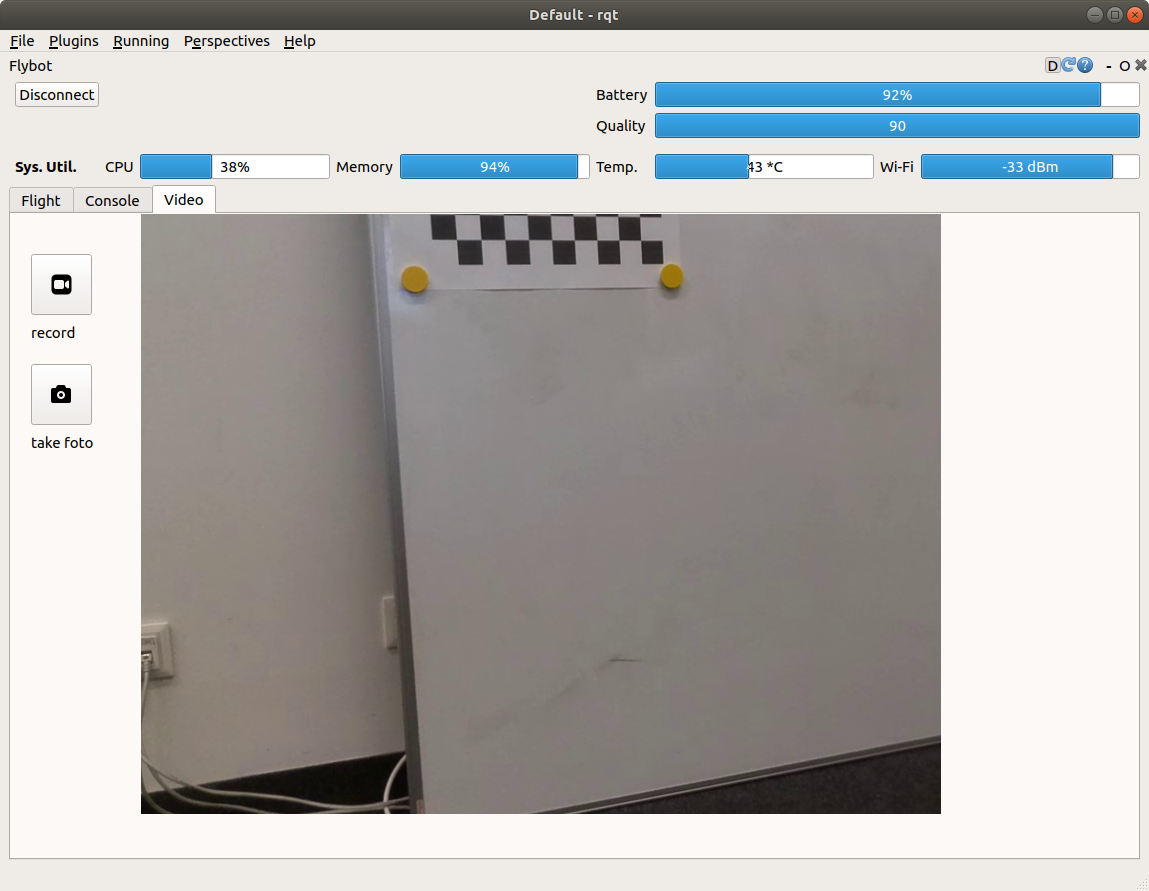 Default - rqt
File Plugins Running Perspectives Help
Flybot D ? - O
Disconnect Battery 92%
Quality 90
Sys. Util. CPU 38% Memory 94% Temp. 43 °C Wi-Fi -33 dBm
Flight Console Video
record
take foto